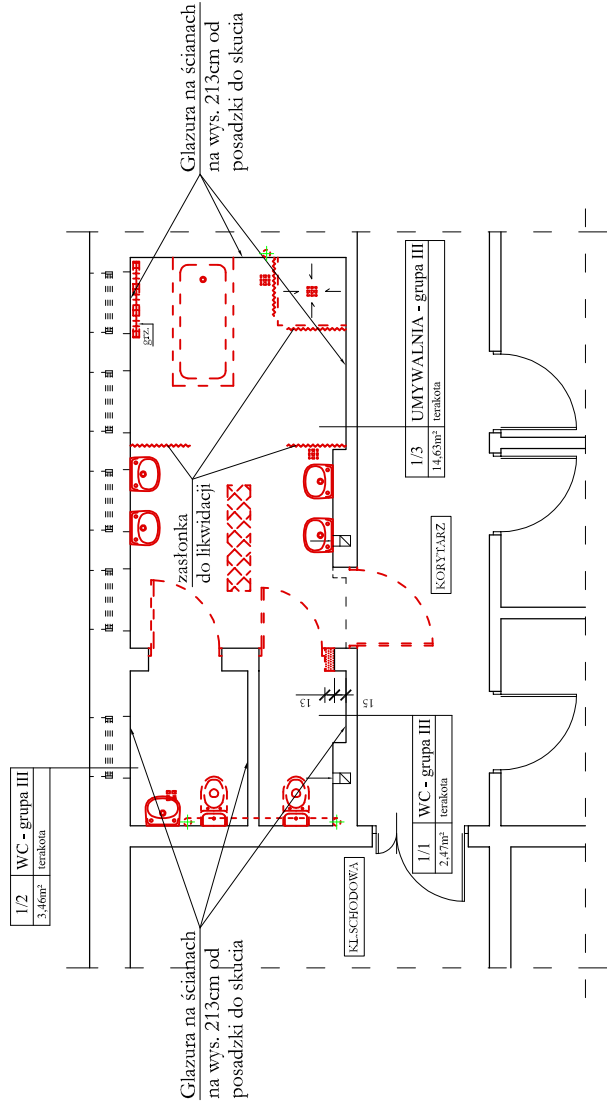 Glazura na ścianach
na wys. 213cm od
posadzki do skucia
1/2 WC - grupa III
3,46m² terakota
grz.
zasłonka
do likwidacji
1/3 UMYWALNIA - grupa III
14,63m² terakota
KORYTARZ
13
15
1/1 WC - grupa III
2,47m² terakota
KL.SCHODOWA
Glazura na ścianach
na wys. 213cm od
posadzki do skucia